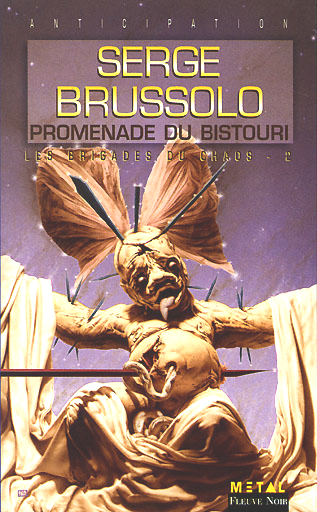 ANTICIPATION
SERGE
BRUSSOLO
PROMENADE DU BISTOURI
LES BRIGADES DU CHAOS - 2
METAL
FLEUVE NOIR